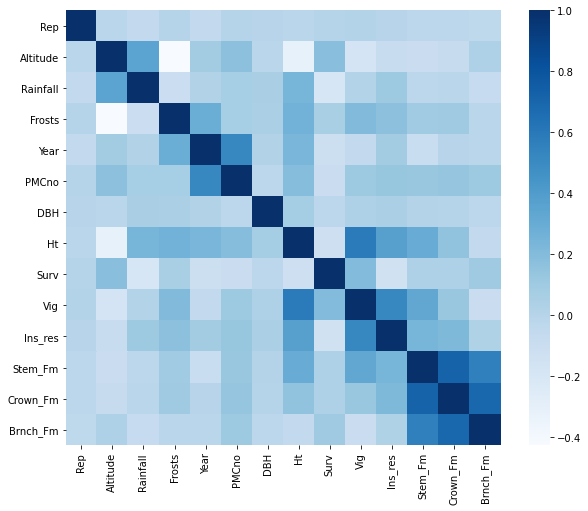 Rep
Altitude
Rainfall
Frosts
Year
PMCno
DBH
Ht
Surv
Vig
Ins_res
Stem_Fm
Crown_Fm
Brnch_Fm
Rep
Altitude
Rainfall
Frosts
Year
PMCno
DBH
Ht
Surv
Vig
Ins_res
Stem_Fm
Crown_Fm
Brnch_Fm
1.0
0.8
0.6
0.4
0.2
0.0
−0.2
−0.4